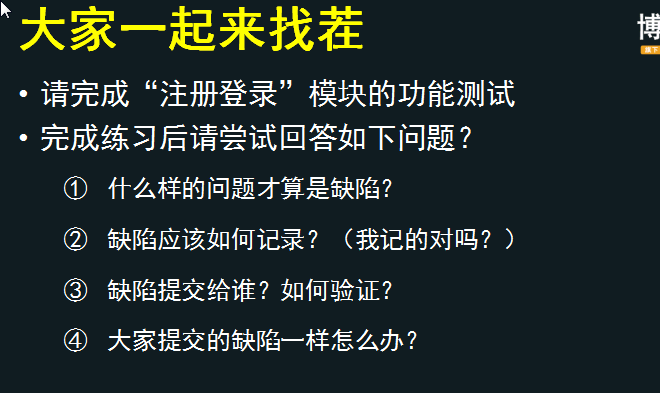 大家一起来找茬
博
• 请完成“注册登录”模块的功能测试
• 完成练习后请尝试回答如下问题？
① 什么样的问题才算是缺陷？
② 缺陷应该如何记录？（我记的对吗？）
③ 缺陷提交给谁？如何验证？
④ 大家提交的缺陷一样怎么办？